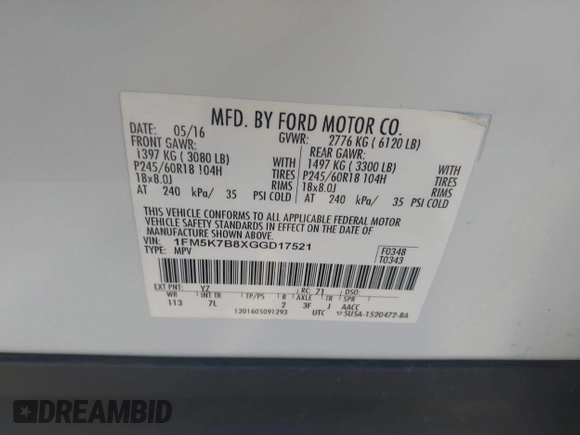 MFD. BY FORD MOTOR CO.
DATE: 05/16 GVWR: 2776 KG ( 6120 LB)
FRONT GAWR: REAR GAWR:
1397 KG ( 3080 LB) WITH 1497 KG ( 3300 LB) WITH
P245/60R18 104H TIRES P245/60R18 104H TIRES
18x8.0J RIMS 18x8.0J RIMS
AT 240 kPa/ 35 PSI COLD AT 240 kPa/ 35 PSI COLD
THIS VEHICLE CONFORMS TO ALL APPLICABLE FEDERAL MOTOR
VEHICLE SAFETY STANDARDS IN EFFECT ON THE DATE OF
MANUFACTURE SHOWN ABOVE.
VIN: 1FM5K7B8XGGD17521 F0348
TYPE: MPV T0343
EXT PNT: YZ RC: 71 DSO:
WB INT TR TP/PS R AXLE TR SPR
113 7L 2 3F J AACC
1201605091293 UTC 5USA-1520472-BA
DREAMBID